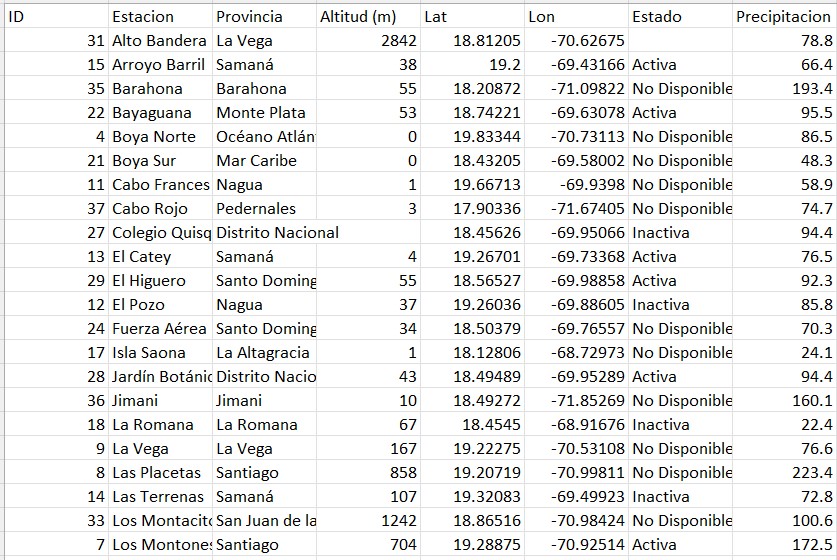 ID Estacion Provincia Altitud (m) Lat Lon Estado Precipitacion
31 Alto Bandera La Vega 2842 18.81205 -70.62675 78.8
15 Arroyo Barril Samaná 38 19.2 -69.43166 Activa 66.4
35 Barahona Barahona 55 18.20872 -71.09822 No Disponible 193.4
22 Bayaguana Monte Plata 53 18.74221 -69.63078 Activa 95.5
4 Boya Norte Océano Atlán 0 19.83344 -70.73113 No Disponible 86.5
21 Boya Sur Mar Caribe 0 18.43205 -69.58002 No Disponible 48.3
11 Cabo Frances Nagua 1 19.66713 -69.9398 No Disponible 58.9
37 Cabo Rojo Pedernales 3 17.90336 -71.67405 No Disponible 74.7
27 Colegio Quisq Distrito Nacional 18.45626 -69.95066 Inactiva 94.4
13 El Catey Samaná 4 19.26701 -69.73368 Activa 76.5
29 El Higuero Santo Doming 55 18.56527 -69.98858 Activa 92.3
12 El Pozo Nagua 37 19.26036 -69.88605 Inactiva 85.8
24 Fuerza Aérea Santo Doming 34 18.50379 -69.76557 No Disponible 70.3
17 Isla Saona La Altagracia 1 18.12806 -68.72973 No Disponible 24.1
28 Jardín Botánic Distrito Nacio 43 18.49489 -69.95289 Activa 94.4
36 Jimani Jimani 10 18.49272 -71.85269 No Disponible 160.1
18 La Romana La Romana 67 18.4545 -68.91676 Inactiva 22.4
9 La Vega La Vega 167 19.22275 -70.53108 No Disponible 76.6
8 Las Placetas Santiago 858 19.20719 -70.99811 No Disponible 223.4
14 Las Terrenas Samaná 107 19.32083 -69.49923 Inactiva 72.8
33 Los Montacito San Juan de la 1242 18.86516 -70.98424 No Disponible 100.6
7 Los Montones Santiago 704 19.28875 -70.92514 Activa 172.5